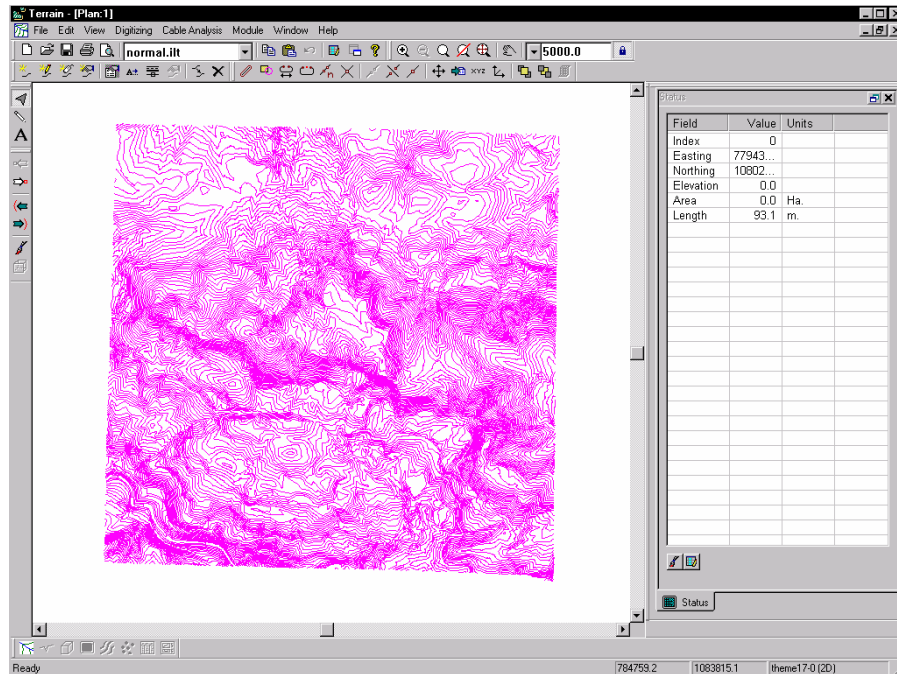 Terrain - [Plan:1]
File Edit View Digitizing Cable Analysis Module Window Help
normal.ilt 5000.0
XYZ
A
Status
Field Value Units
Index 0
Easting 77943...
Northing 10802...
Elevation 0.0
Area 0.0 Ha.
Length 93.1 m.
Status
Ready 784759.2 1083815.1 theme17-0 (2D)